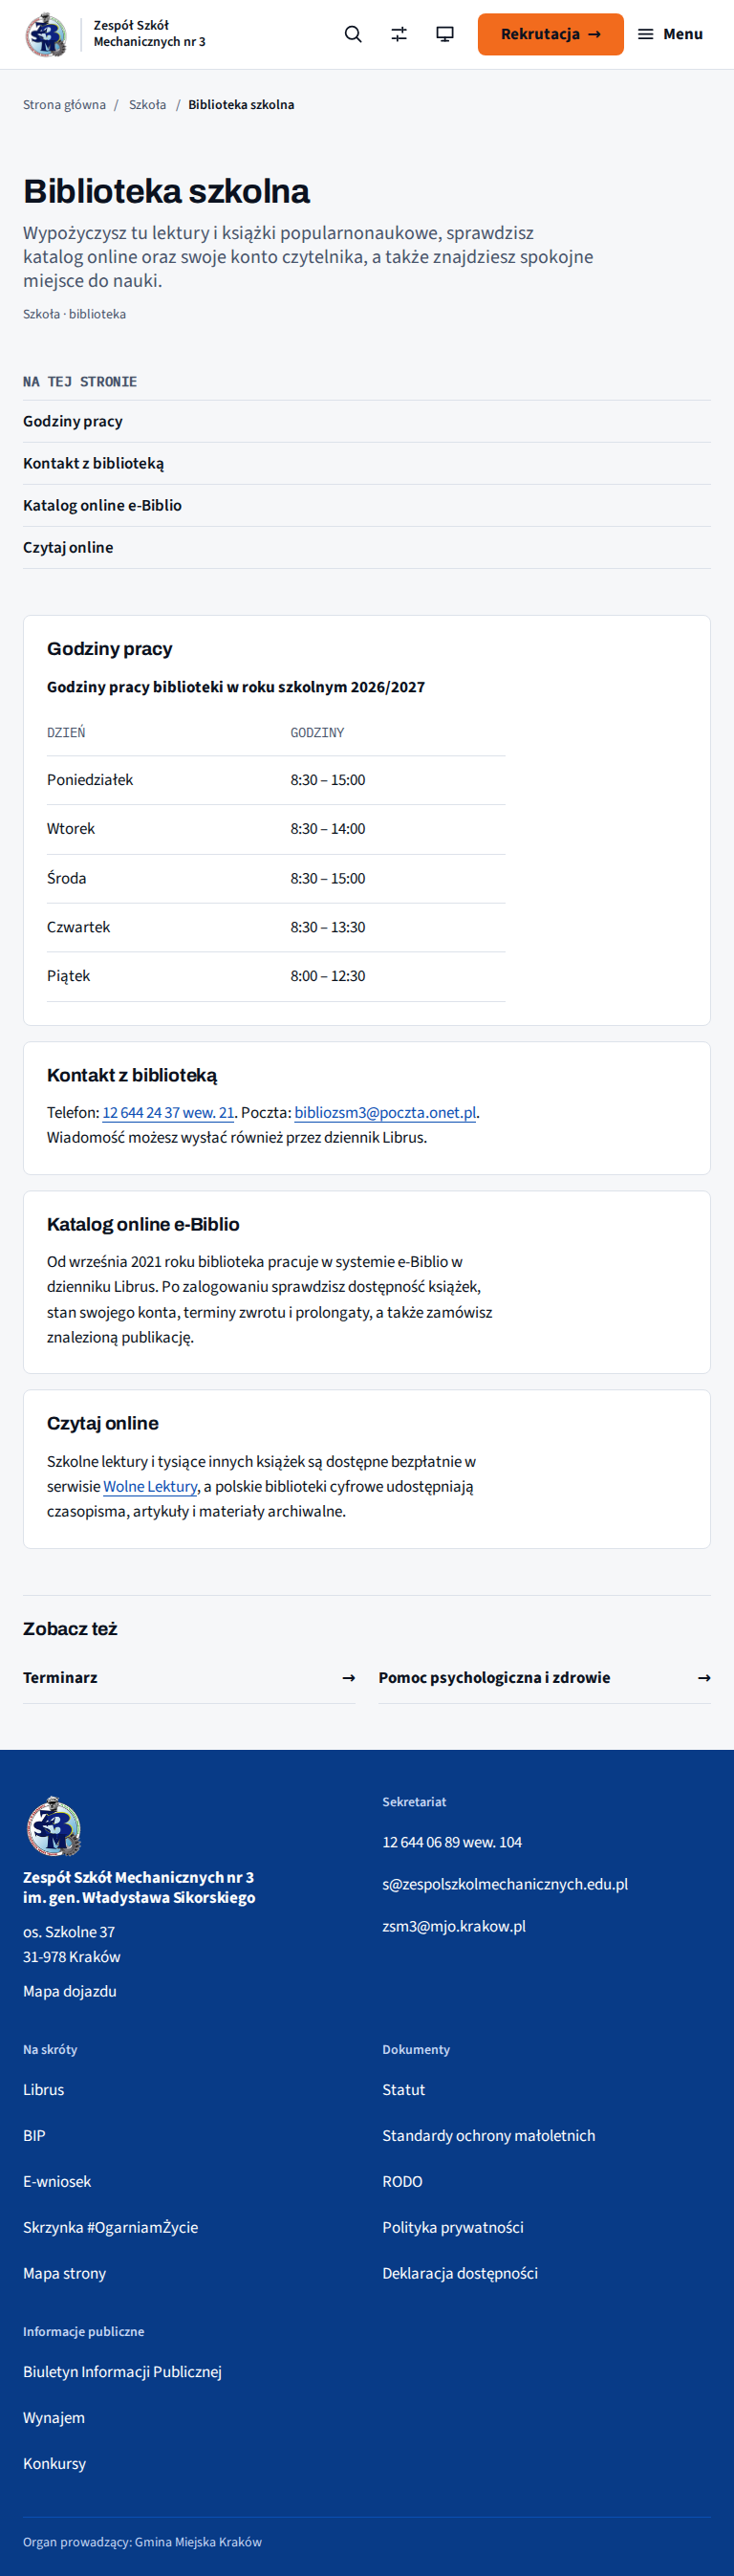 Zespół Szkół
Mechanicznych nr 3
Rekrutacja →
Menu
Strona główna / Szkoła / Biblioteka szkolna
Biblioteka szkolna
Wypożyczysz tu lektury i książki popularnonaukowe, sprawdzisz
katalog online oraz swoje konto czytelnika, a także znajdziesz spokojne
miejsce do nauki.
Szkoła · biblioteka
NA TEJ STRONIE
Godziny pracy
Kontakt z biblioteką
Katalog online e-Biblio
Czytaj online
Godziny pracy
Godziny pracy biblioteki w roku szkolnym 2026/2027
DZIEŃ GODZINY
Poniedziałek 8:30 – 15:00
Wtorek 8:30 – 14:00
Środa 8:30 – 15:00
Czwartek 8:30 – 13:30
Piątek 8:00 – 12:30
Kontakt z biblioteką
Telefon: 12 644 24 37 wew. 21. Poczta: bibliozsm3@poczta.onet.pl.
Wiadomość możesz wysłać również przez dziennik Librus.
Katalog online e-Biblio
Od września 2021 roku biblioteka pracuje w systemie e-Biblio w
dzienniku Librus. Po zalogowaniu sprawdzisz dostępność książek,
stan swojego konta, terminy zwrotu i prolongaty, a także zamówisz
znalezioną publikację.
Czytaj online
Szkolne lektury i tysiące innych książek są dostępne bezpłatnie w
serwisie Wolne Lektury, a polskie biblioteki cyfrowe udostępniają
czasopisma, artykuły i materiały archiwalne.
Zobacz też
Terminarz →
Pomoc psychologiczna i zdrowie →
Zespół Szkół Mechanicznych nr 3
im. gen. Władysława Sikorskiego
os. Szkolne 37
31-978 Kraków
Mapa dojazdu
Sekretariat
12 644 06 89 wew. 104
s@zespolszkolmechanicznych.edu.pl
zsm3@mjo.krakow.pl
Na skróty
Librus
BIP
E-wniosek
Skrzynka #OgarniamŻycie
Mapa strony
Dokumenty
Statut
Standardy ochrony małoletnich
RODO
Polityka prywatności
Deklaracja dostępności
Informacje publiczne
Biuletyn Informacji Publicznej
Wynajem
Konkursy
Organ prowadzący: Gmina Miejska Kraków